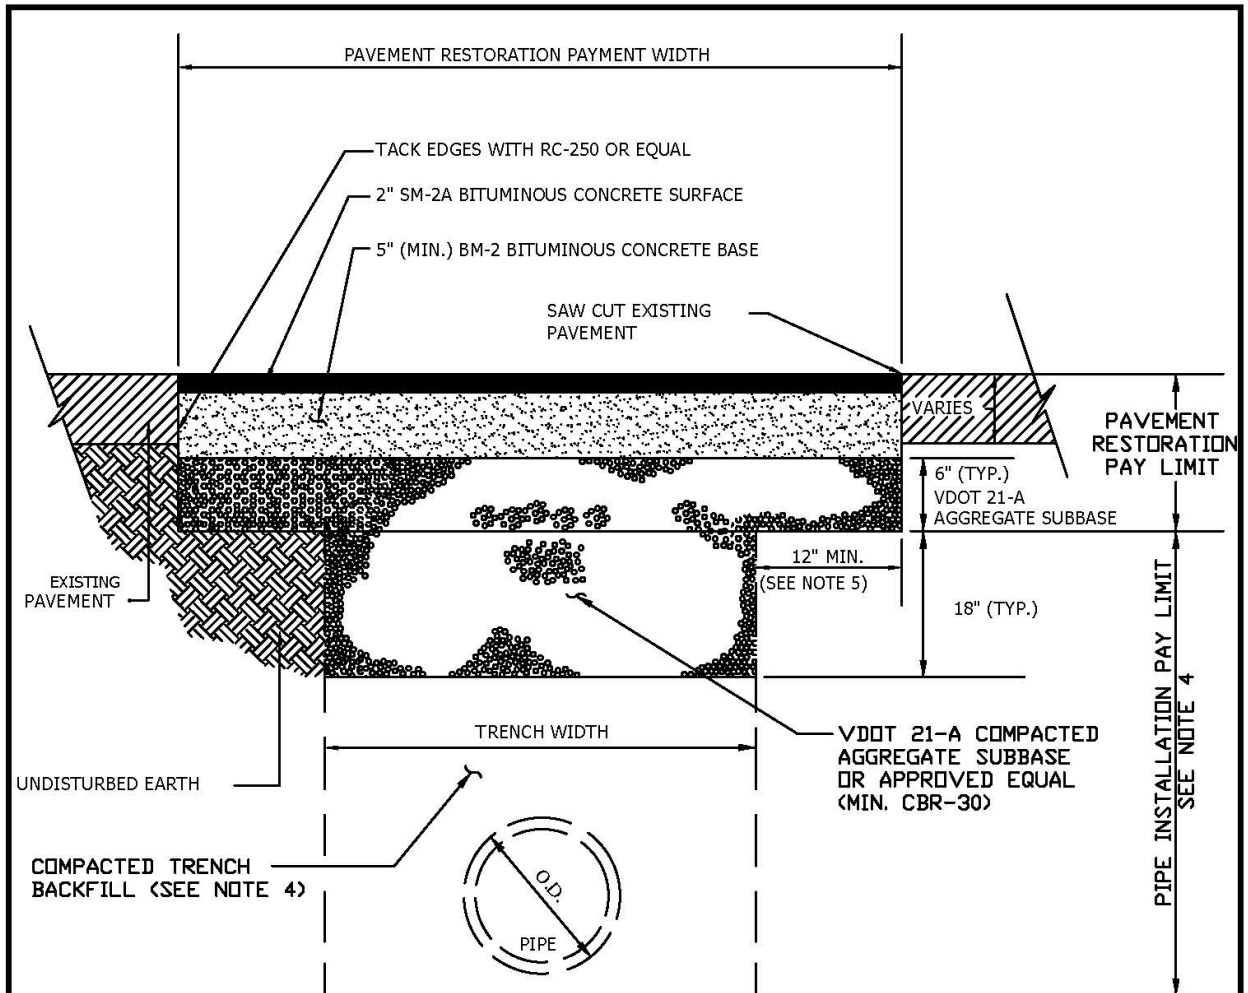 PAVEMENT RESTORATION PAYMENT WIDTH
TACK EDGES WITH RC-250 OR EQUAL
2" SM-2A BITUMINOUS CONCRETE SURFACE
5" (MIN.) BM-2 BITUMINOUS CONCRETE BASE
SAW CUT EXISTING
PAVEMENT
VARIES
PAVEMENT
RESTORATION
PAY LIMIT
6" (TYP.)
VDOT 21-A
AGGREGATE SUBBASE
12" MIN.
(SEE NOTE 5)
18" (TYP.)
EXISTING
PAVEMENT
PIPE INSTALLATION PAY LIMIT
SEE NOTE 4
TRENCH WIDTH
VDOT 21-A COMPACTED
AGGREGATE SUBBASE
OR APPROVED EQUAL
(MIN. CBR-30)
UNDISTURBED EARTH
COMPACTED TRENCH
BACKFILL (SEE NOTE 4)
O.D.
PIPE